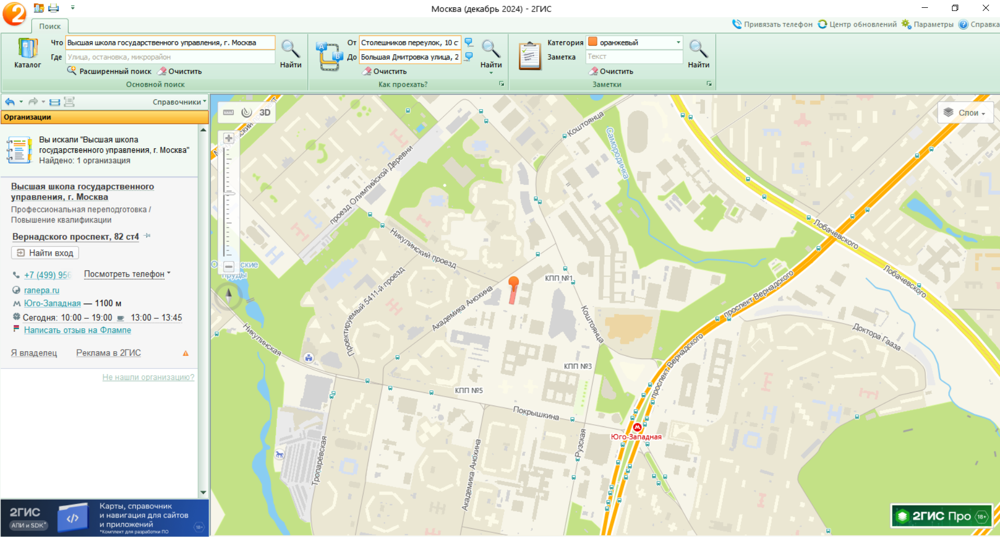 Москва (декабрь 2024) - 2ГИС
Поиск
Привязать телефон
Центр обновлений
Параметры
Справка
Каталог
Что
Высшая школа государственного управления, г. Москва
Где
Улица, остановка, микрорайон
Расширенный поиск
Очистить
Найти
Основной поиск
От
Столешников переулок, 10 с
До
Большая Дмитровка улица, 2
Очистить
Найти
Как проехать?
Категория
оранжевый
Заметка
Текст
Очистить
Найти
Заметки
Справочники
Организации
Вы искали "Высшая школа
государственного управления, г. Москва"
Найдено: 1 организация
Высшая школа государственного
управления, г. Москва
Профессиональная переподготовка /
Повышение квалификации
Вернадского проспект, 82 ст4
Найти вход
+7 (499) 956
Посмотреть телефон
ranepa.ru
Юго-Западная — 1100 м
Сегодня: 10:00 – 19:00 13:00 – 13:45
Написать отзыв на Флампе
Я владелец
Реклама в 2ГИС
Не нашли организацию?
2ГИС
АПИ и SDK*
Карты, справочник
и навигация для сайтов
и приложений
*Комплект для разработки ПО
18+
3D
Слои
Коштоянца
Самородинка
проезд Олимпийской Деревни
Никулинский проезд
Лобачевского
Лобачевского
проспект Вернадского
КПП №1
Проектируемый 5411-й проезд
Академика Анохина
Коштоянца
Никулинская
Доктора Гааза
проспект Вернадского
КПП №3
КПП №5
Покрышкина
Юго-Западная
Рузская
Тропарёвская
Академика Анохина
пруды
2ГИС Про
18+